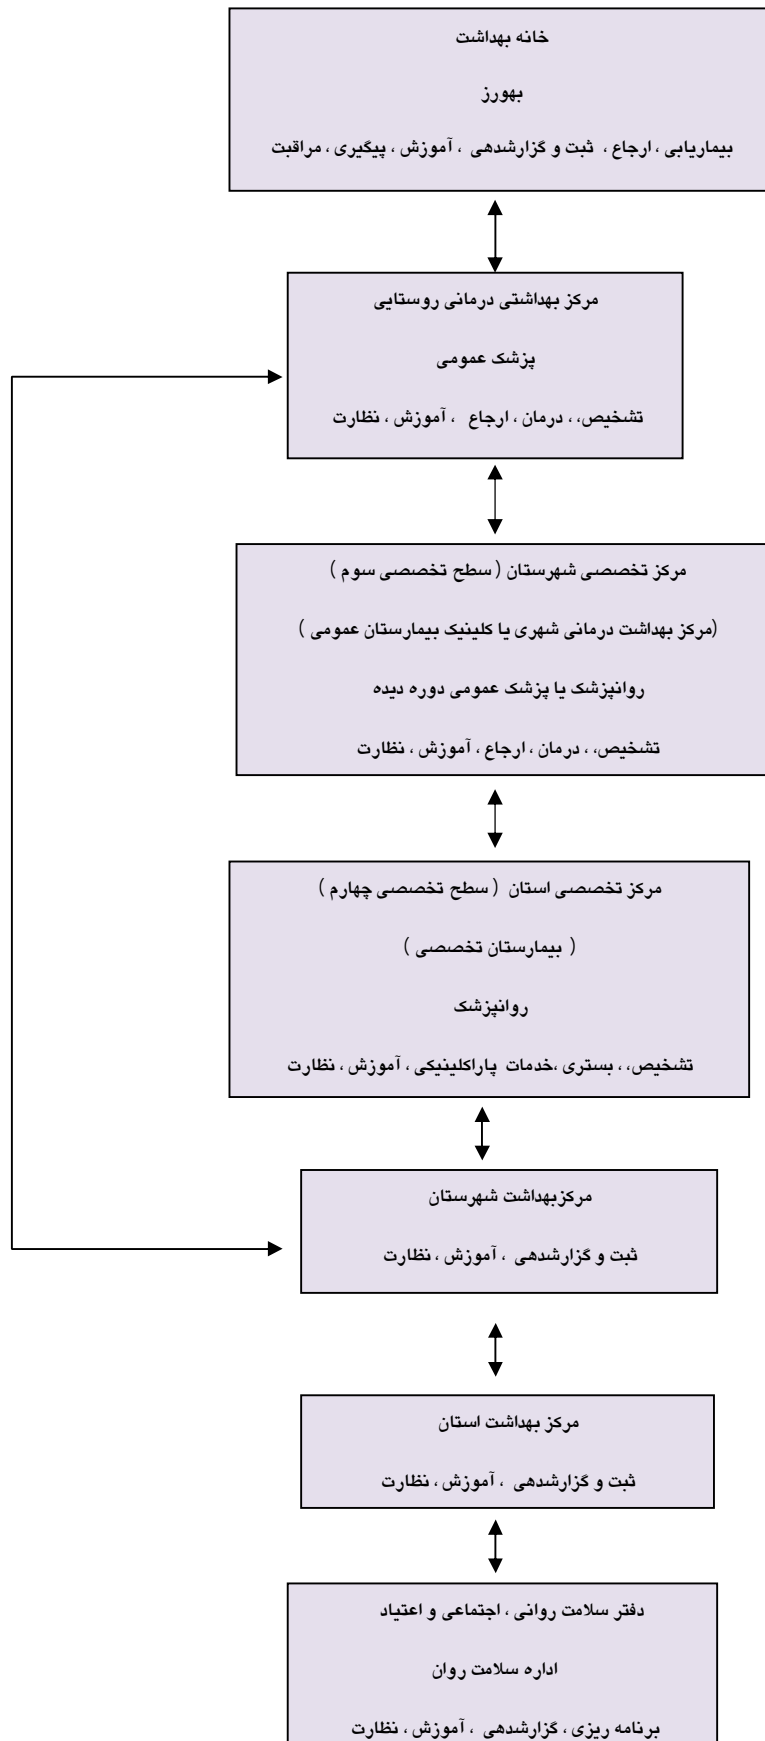 خانه بهداشت
بهورز
بیماریابی ، ارجاع ، ثبت و گزارشدهی ، آموزش ، پیگیری ، مراقبت
مرکز بهداشتی درمانی روستایی
پزشک عمومی
تشخیص، ، درمان ، ارجاع ، آموزش ، نظارت
مرکز تخصصی شهرستان ( سطح تخصصی سوم )
(مرکز بهداشت درمانی شهری یا کلینیک بیمارستان عمومی )
روانپزشک یا پزشک عمومی دوره دیده
تشخیص، ، درمان ، ارجاع ، آموزش ، نظارت
مرکز تخصصی استان ( سطح تخصصی چهارم )
( بیمارستان تخصصی )
روانپزشک
تشخیص، ، بستری ،خدمات پاراکلینیکی ، آموزش ، نظارت
مرکزبهداشت شهرستان
ثبت و گزارشدهی ، آموزش ، نظارت
مرکز بهداشت استان
ثبت و گزارشدهی ، آموزش ، نظارت
دفتر سلامت روانی ، اجتماعی و اعتیاد
اداره سلامت روان
برنامه ریزی ، گزارشدهی ، آموزش ، نظارت